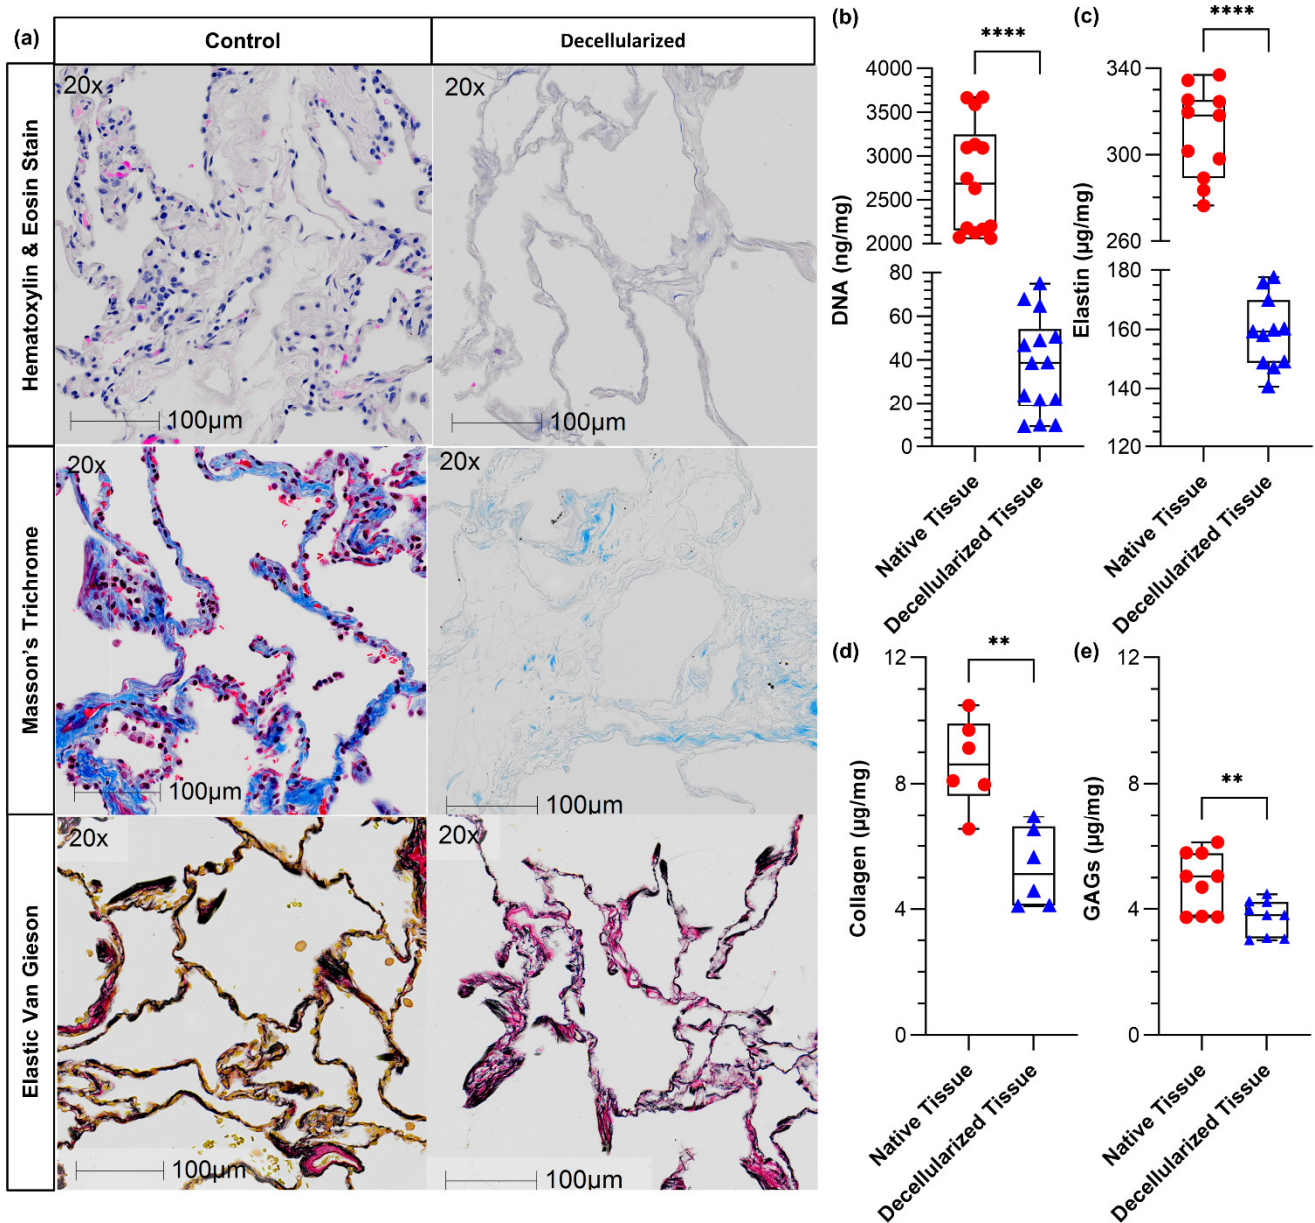 (a)
Control
Decellularized
Hematoxylin & Eosin Stain
20x
100µm
20x
100µm
Masson's Trichrome
20x
100µm
20x
100µm
Elastic Van Gieson
20x
100µm
20x
100µm
(b)
****
DNA (ng/mg)
4000
3500
3000
2500
2000
80
60
40
20
0
Native Tissue
Decellularized Tissue
(c)
****
Elastin (µg/mg)
340
300
260
180
160
140
120
Native Tissue
Decellularized Tissue
(d)
**
Collagen (µg/mg)
12
8
4
0
Native Tissue
Decellularized Tissue
(e)
**
GAGs (µg/mg)
12
8
4
0
Native Tissue
Decellularized Tissue